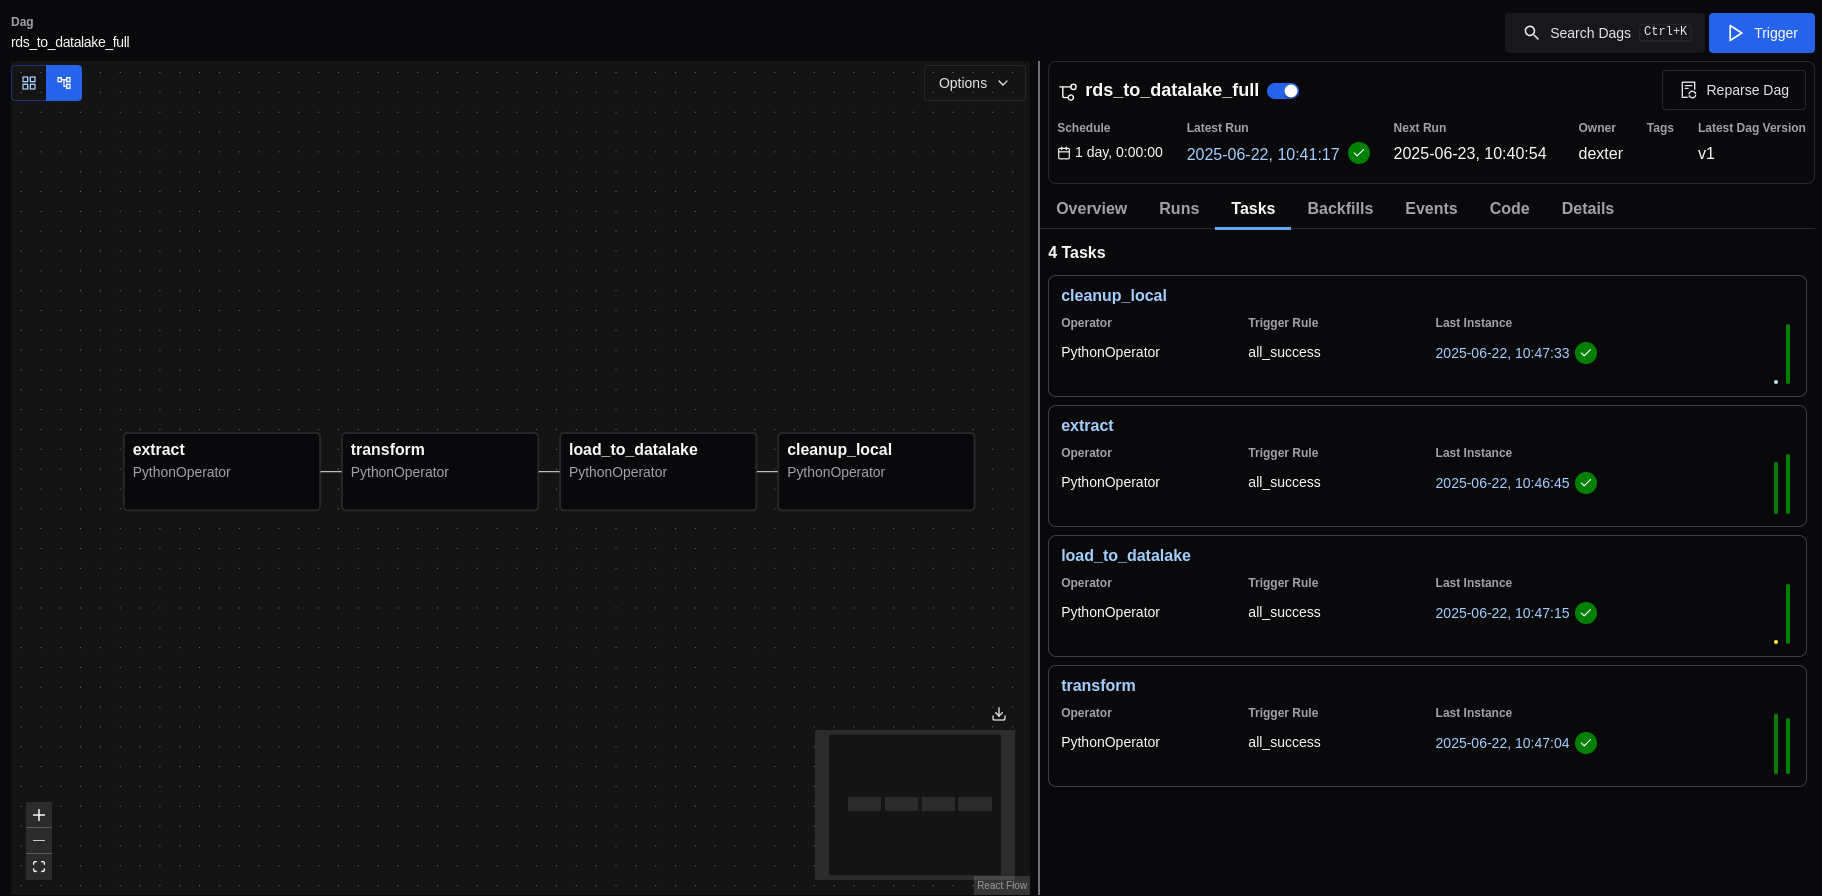 Dag
rds_to_datalake_full
Search Dags Ctrl+K
Trigger
Options
extract
PythonOperator
transform
PythonOperator
load_to_datalake
PythonOperator
cleanup_local
PythonOperator
React Flow
rds_to_datalake_full
Reparse Dag
Schedule Latest Run Next Run Owner Tags Latest Dag Version
1 day, 0:00:00 2025-06-22, 10:41:17 2025-06-23, 10:40:54 dexter v1
Overview Runs Tasks Backfills Events Code Details
4 Tasks
cleanup_local
Operator Trigger Rule Last Instance
PythonOperator all_success 2025-06-22, 10:47:33
extract
Operator Trigger Rule Last Instance
PythonOperator all_success 2025-06-22, 10:46:45
load_to_datalake
Operator Trigger Rule Last Instance
PythonOperator all_success 2025-06-22, 10:47:15
transform
Operator Trigger Rule Last Instance
PythonOperator all_success 2025-06-22, 10:47:04